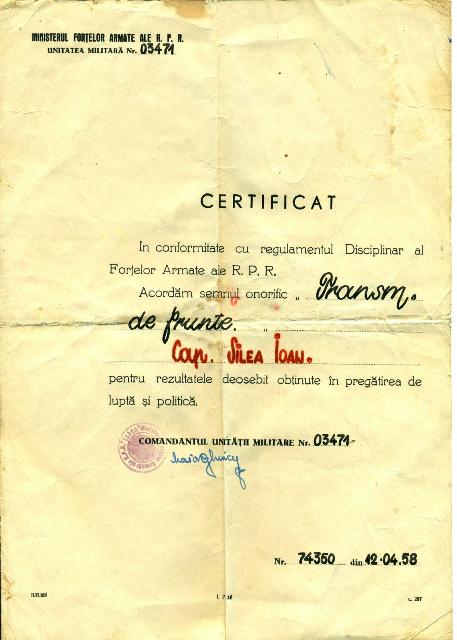 MINISTERUL FORȚELOR ARMATE ALE R. P. R.
UNITATEA MILITARĂ Nr. 03471
CERTIFICAT
In conformitate cu regulamentul Disciplinar al
Forțelor Armate ale R. P. R.
Acordăm semnul onorific „ Transm.
de frunte. "
Cap. SILEA IOAN.
pentru rezultatele deosebit obținute în pregătirea de
luptă și politică.
COMANDANTUL UNITĂȚII MILITARE Nr. 03471
Nr. 74350 din 12.04.58
c. 287